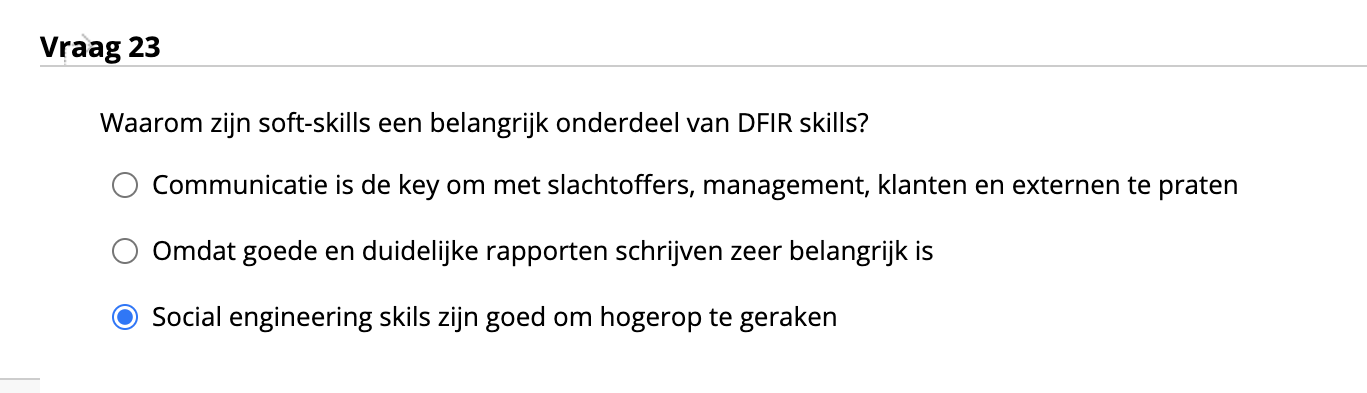 Vraag 23
Waarom zijn soft-skills een belangrijk onderdeel van DFIR skills?
Communicatie is de key om met slachtoffers, management, klanten en externen te praten
Omdat goede en duidelijke rapporten schrijven zeer belangrijk is
Social engineering skils zijn goed om hogerop te geraken